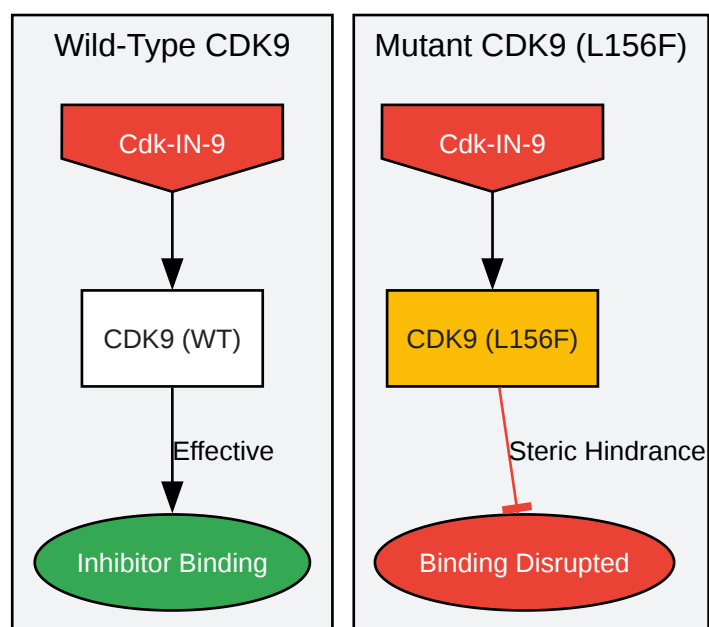 Wild-Type CDK9
Cdk-IN-9
CDK9 (WT)
Effective
Inhibitor Binding
Mutant CDK9 (L156F)
Cdk-IN-9
CDK9 (L156F)
Steric Hindrance
Binding Disrupted